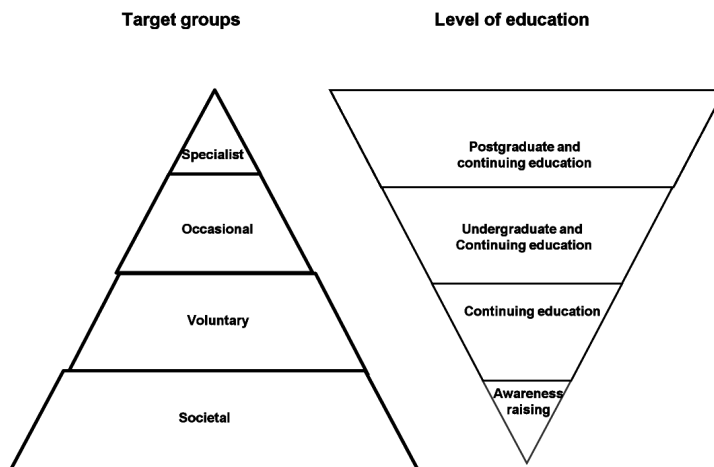 Target groups
Level of education
Specialist
Postgraduate and
continuing education
Occasional
Undergraduate and
Continuing education
Voluntary
Continuing education
Societal
Awareness
raising